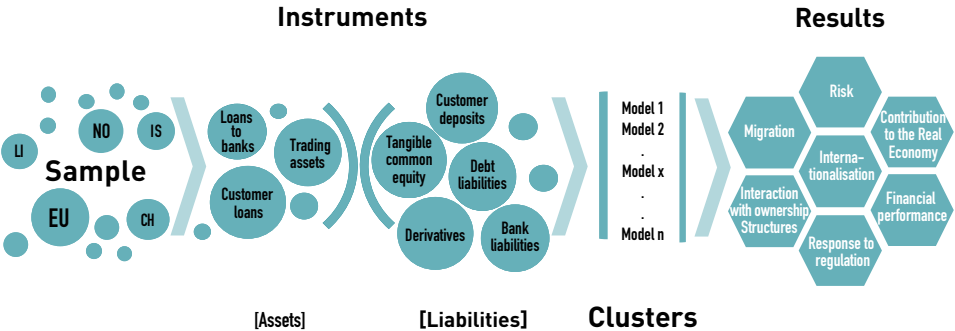 Instruments
Results
LI
NO
IS
Sample
EU
CH
Loans
to
banks
Trading
assets
Customer
loans
Customer
deposits
Tangible
common
equity
Debt
liabilities
Derivatives
Bank
liabilities
Model 1
Model 2
.
Model x
.
.
Model n
Risk
Migration
Contribution
to the Real
Economy
Interna-
tionalisation
Interaction
with ownership
Structures
Financial
performance
Response to
regulation
[Assets]
[Liabilities]
Clusters